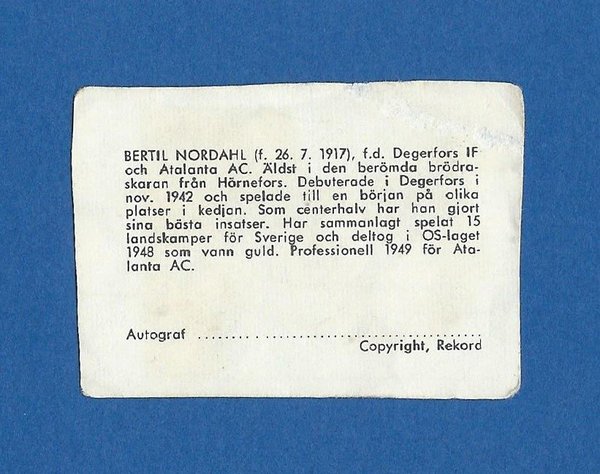 BERTIL NORDAHL (f. 26. 7. 1917), f.d. Degerfors IF
och Atalanta AC. Äldst i den berömda brödra-
skaran från Hörnefors. Debuterade i Degerfors i
nov. 1942 och spelade till en början på olika
platser i kedjan. Som centerhalv har han gjort
sina bästa insatser. Har sammanlagt spelat 15
landskamper för Sverige och deltog i OS-laget
1948 som vann guld. Professionell 1949 för Ata-
lanta AC.
Autograf ............................................
Copyright, Rekord